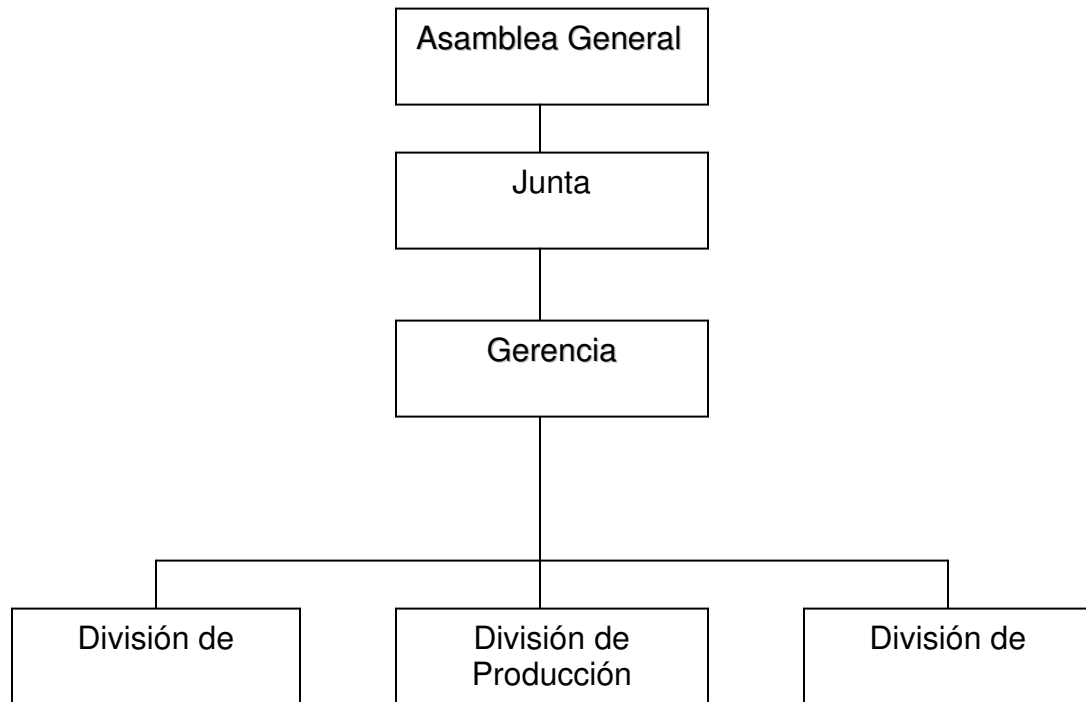 Asamblea General
Junta
Gerencia
División de
División de
Producción
División de